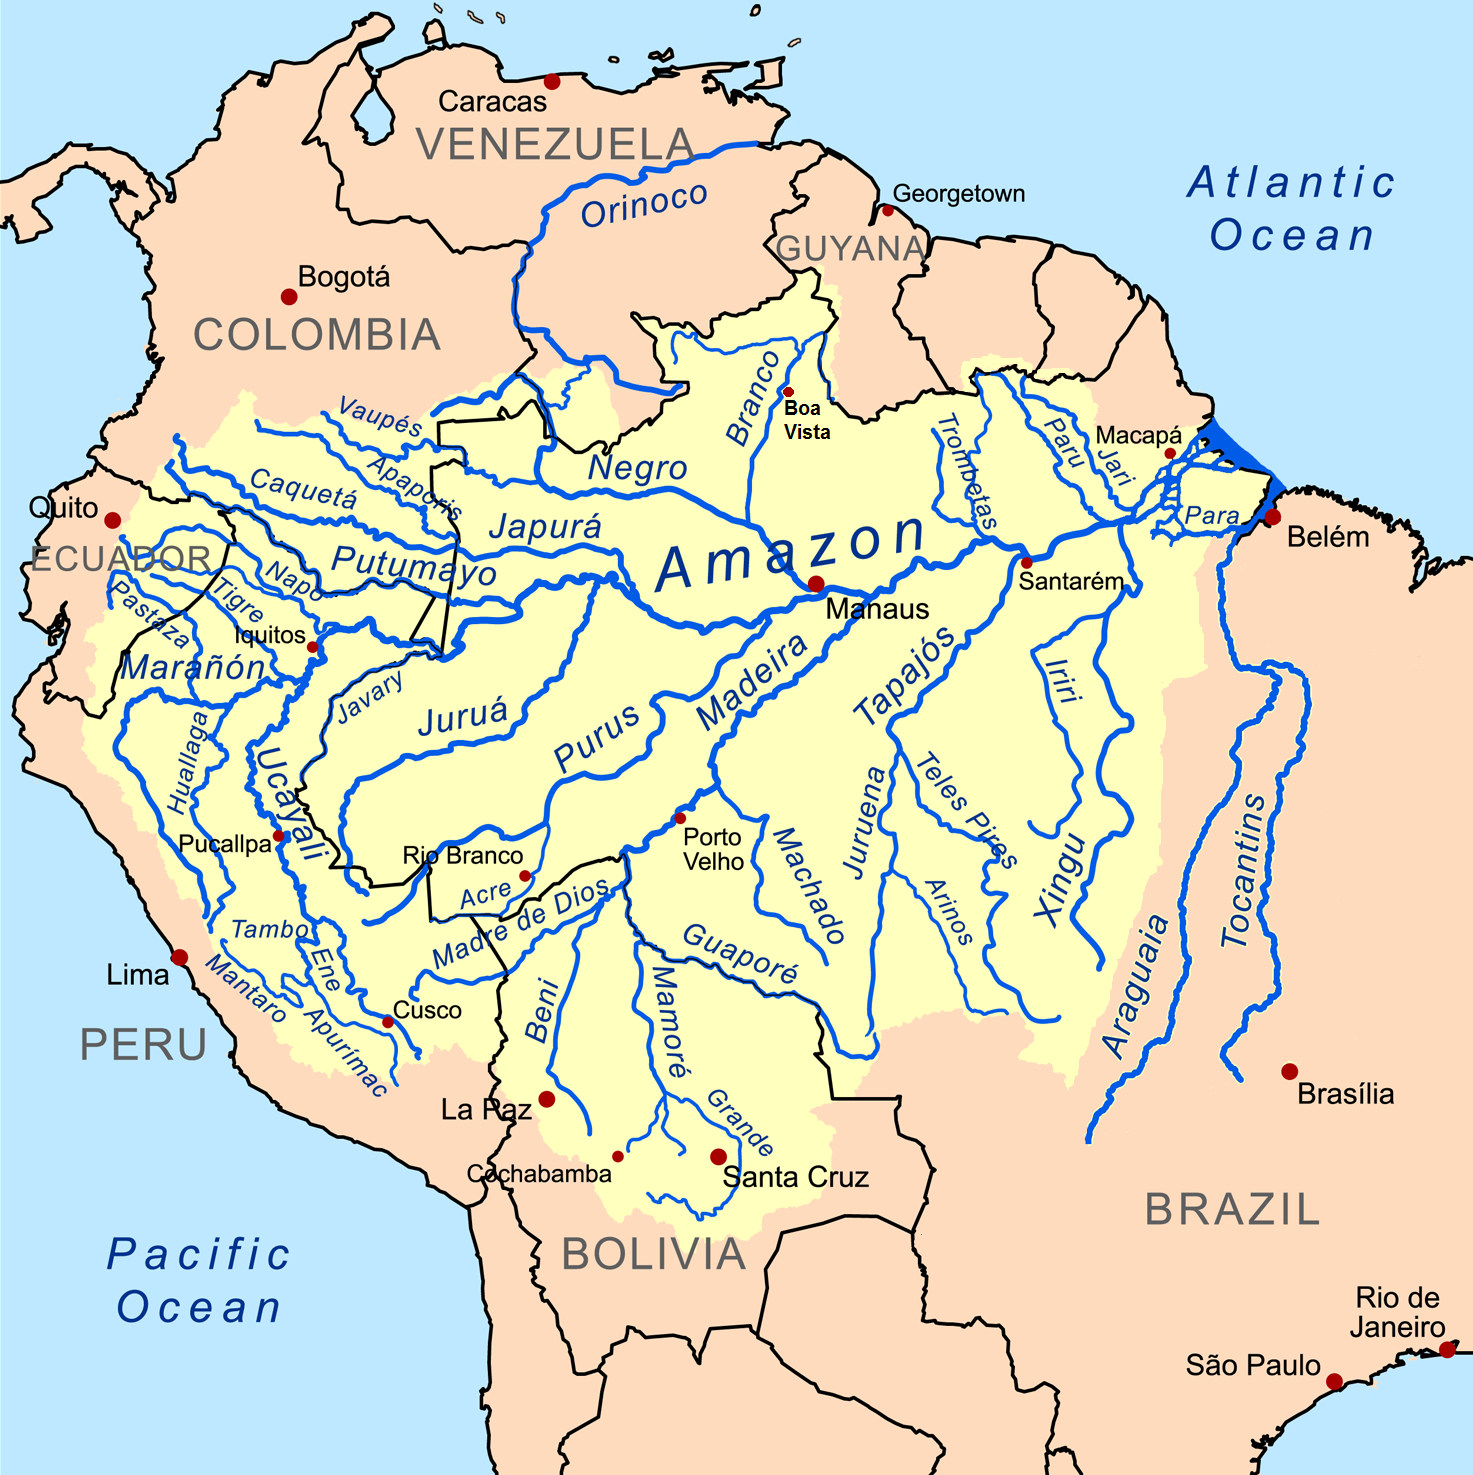 Caracas
VENEZUELA
Orinoco
Atlantic
Ocean
Georgetown
GUYANA
Bogotá
COLOMBIA
Branco
Boa
Vista
Vaupés
Apaporis
Caquetá
Negro
Trombetas
Paru
Jari
Macapá
Para
Belém
Quito
ECUADOR
Japurá
Putumayo
Amazon
Napo
Tigre
Pastaza
Iquitos
Marañón
Manaus
Santarém
Javary
Juruá
Purus
Madeira
Tapajós
Iriri
Huallaga
Ucayali
Pucallpa
Rio Branco
Acre
Porto
Velho
Machado
Juruena
Teles Pires
Arinos
Xingu
Araguaia
Tocantins
Madre de Dios
Guaporé
Tambo
Ene
Mantaro
Apurímac
Lima
Cusco
PERU
Beni
Mamoré
Grande
La Paz
Cochabamba
Santa Cruz
BOLIVIA
Brasília
BRAZIL
Pacific
Ocean
Rio de
Janeiro
São Paulo